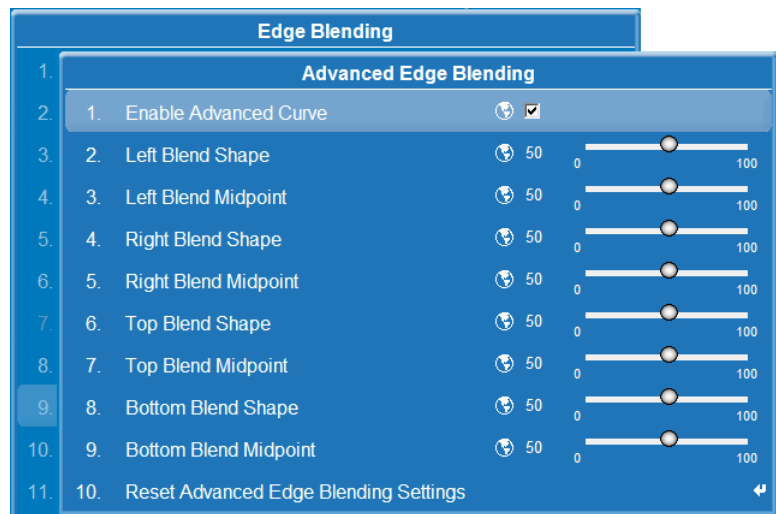 Edge Blending
1.
Advanced Edge Blending
2. 1. Enable Advanced Curve
3. 2. Left Blend Shape 50 0 100
4. 3. Left Blend Midpoint 50 0 100
5. 4. Right Blend Shape 50 0 100
6. 5. Right Blend Midpoint 50 0 100
7. 6. Top Blend Shape 50 0 100
8. 7. Top Blend Midpoint 50 0 100
9. 8. Bottom Blend Shape 50 0 100
10. 9. Bottom Blend Midpoint 50 0 100
11. 10. Reset Advanced Edge Blending Settings